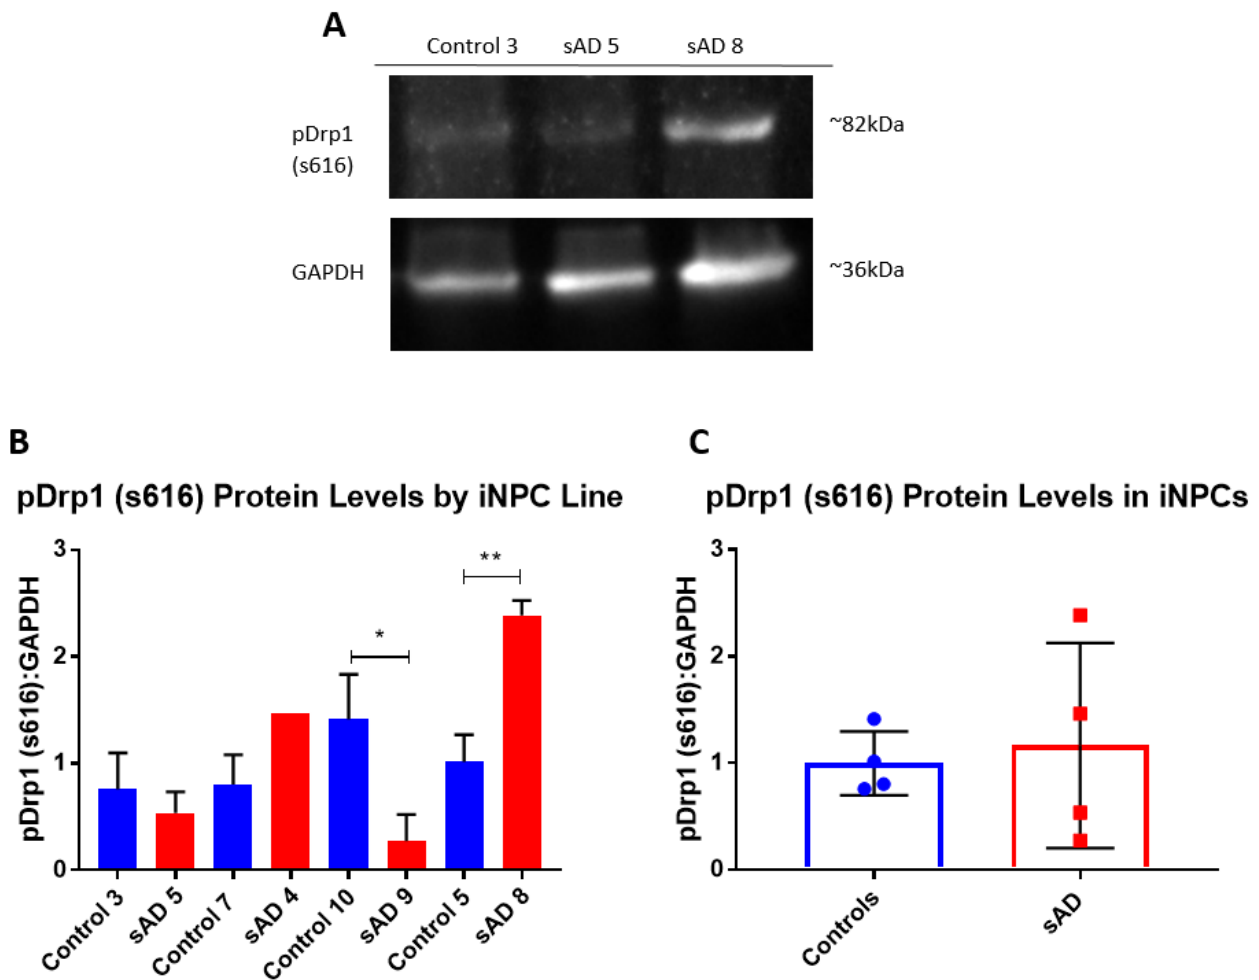 A
Control 3 sAD 5 sAD 8
pDrp1
(s616)
~82kDa
GAPDH
~36kDa
B
pDrp1 (s616) Protein Levels by iNPC Line
pDrp1 (s616):GAPDH
3
2
1
0
*
**
Control 3
sAD 5
Control 7
sAD 4
Control 10
sAD 9
Control 5
sAD 8
C
pDrp1 (s616) Protein Levels in iNPCs
pDrp1 (s616):GAPDH
3
2
1
0
Controls
sAD